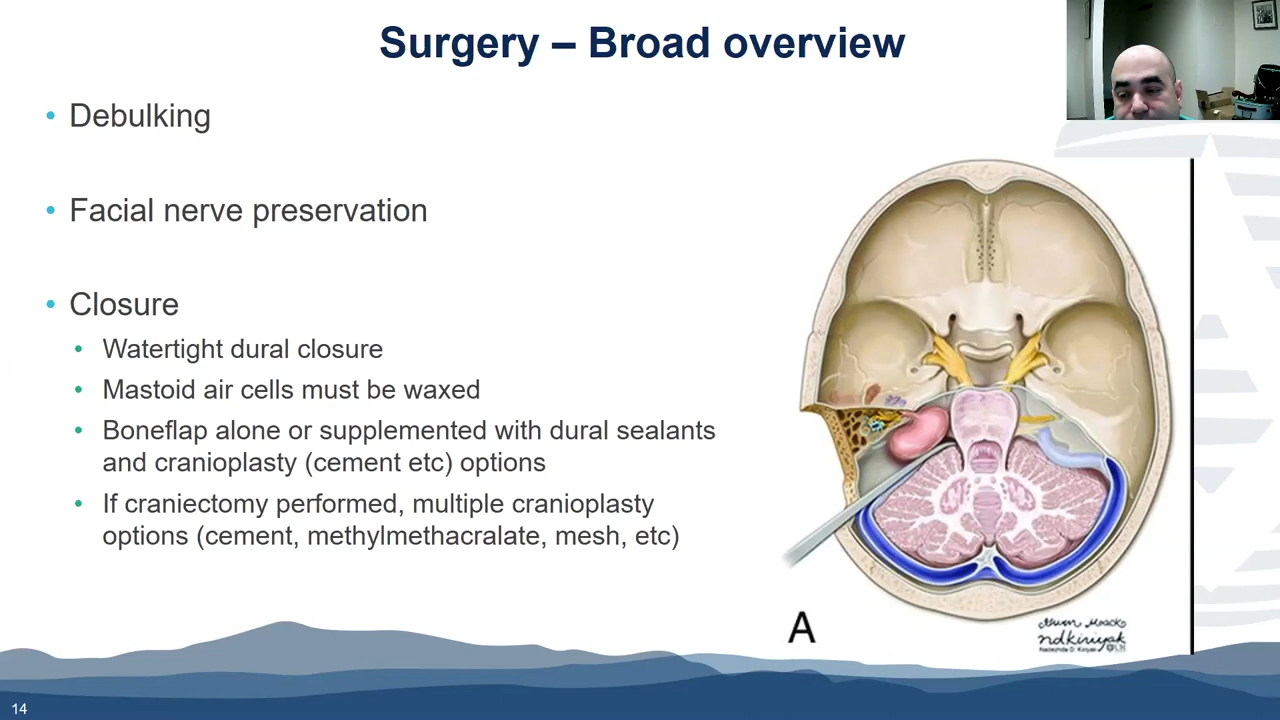 Surgery – Broad overview
• Debulking
• Facial nerve preservation
• Closure
• Watertight dural closure
• Mastoid air cells must be waxed
• Boneflap alone or supplemented with dural sealants
and cranioplasty (cement etc) options
• If craniectomy performed, multiple cranioplasty
options (cement, methylmethacralate, mesh, etc)
A
ndkiriyak
14